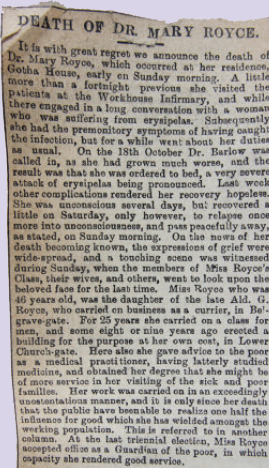 DEATH OF DR. MARY ROYCE.
It is with great regret we announce the death of
Dr. Mary Royce, which occurred at her residence,
Gotha House, early on Sunday morning. A little
more than a fortnight previous she visited the
patients at the Workhouse Infirmary, and while
there engaged in a long conversation with a woman
who was suffering from erysipelas. Subsequently
she had the premonitory symptoms of having caught
the infection, but for a while went about her duties
as usual. On the 18th October Dr. Barlow was
called in, as she had grown much worse, and the
result was that she was ordered to bed, a very severe
attack of erysipelas being pronounced. Last week
other complications rendered her recovery hopeless.
She was unconscious several days, but recovered a
little on Saturday, only however, to relapse once
more into unconsciousness, and pass peacefully away,
as stated, on Sunday morning. On the news of her
death becoming known, the expressions of grief were
wide-spread, and a touching scene was witnessed
during Sunday, when the members of Miss Royce's
Class, their wives, and others, went to look upon the
beloved face for the last time. Miss Royce who was
46 years old, was the daughter of the late Ald. G.
Royce, who carried on business as a currier, in Bel-
grave-gate. For 25 years she carried on a class for
men, and some eight or nine years ago erected a
building for the purpose at her own cost, in Lower
Church-gate. Here also she gave advice to the poor
as a medical practitioner, having latterly studied
medicine, and obtained her degree that she might be
of more service in her visiting of the sick and poor
families. Her work was carried on in an exceedingly
unostentatious manner, and it is only since her death
that the public have been able to realize one half the
influence for good which she has wielded amongst the
working population. This is referred to in another
column. At the last triennial election, Miss Royce
accepted office as a Guardian of the poor, in which
capacity she rendered good service.